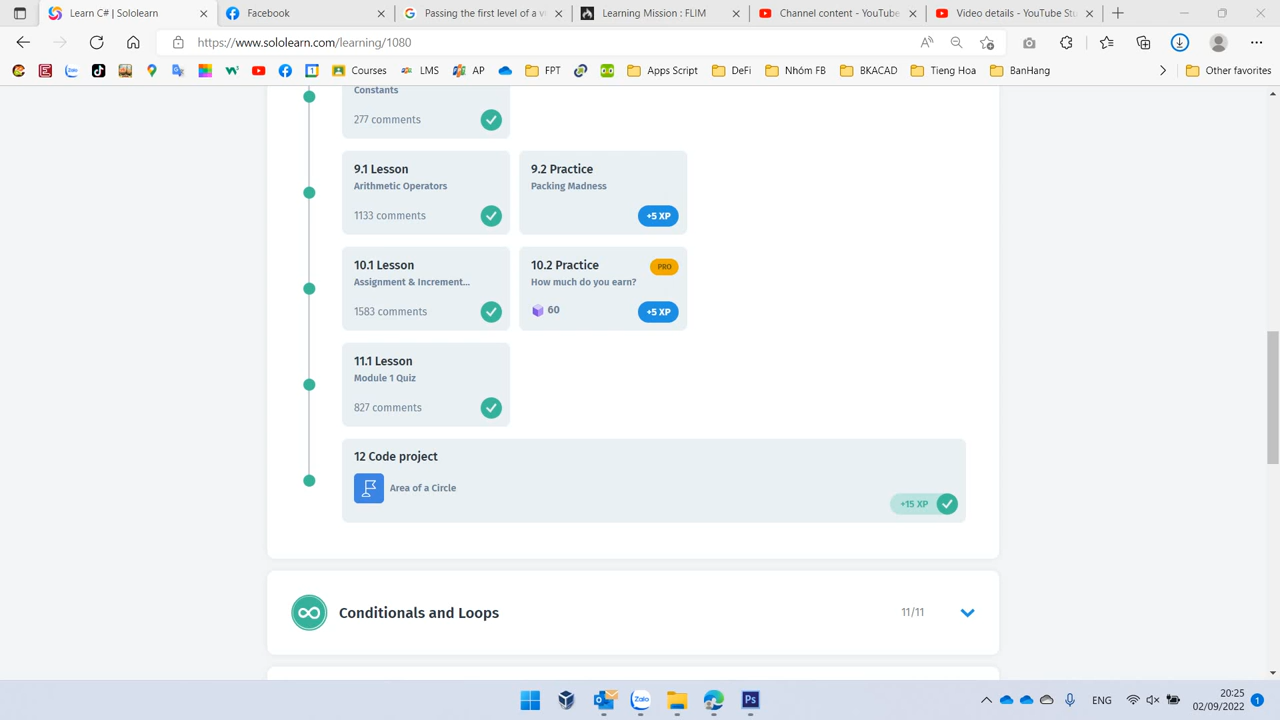 Learn C# | Sololearn
Facebook
Passing the first level of a v
Learning Mission : FLIM
Channel content - YouTube
Video details - YouTube St
https://www.sololearn.com/learning/1080
Courses
LMS
AP
FPT
Apps Script
Defi
Nhóm FB
BKACAD
Tieng Hoa
BanHang
Other favorites
Constants
277 comments
9.1 Lesson
Arithmetic Operators
1133 comments
9.2 Practice
Packing Madness
+5 XP
10.1 Lesson
Assignment & Increment...
1583 comments
10.2 Practice
PRO
How much do you earn?
60
+5 XP
11.1 Lesson
Module 1 Quiz
827 comments
12 Code project
Area of a Circle
+15 XP
Conditionals and Loops
11/11
Zalo
Ps
ENG
20:25
02/09/2022
1